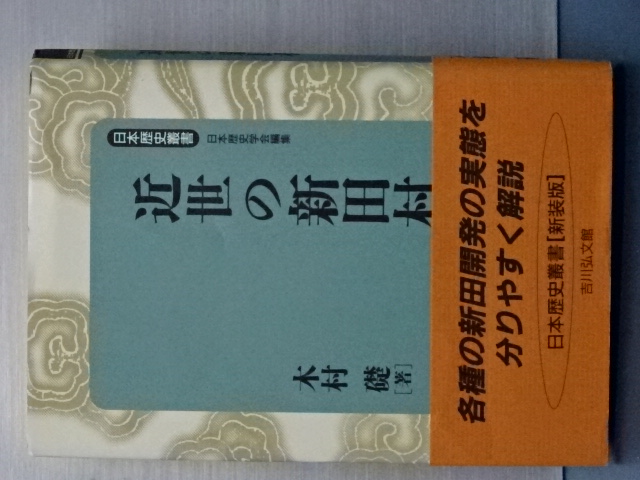 日本歴史叢書
日本歴史学会編集
近世の新田村
木村 礎[著]
各種の新田開発の実態を
分りやすく解説
日本歴史叢書[新装版]
吉川弘文館